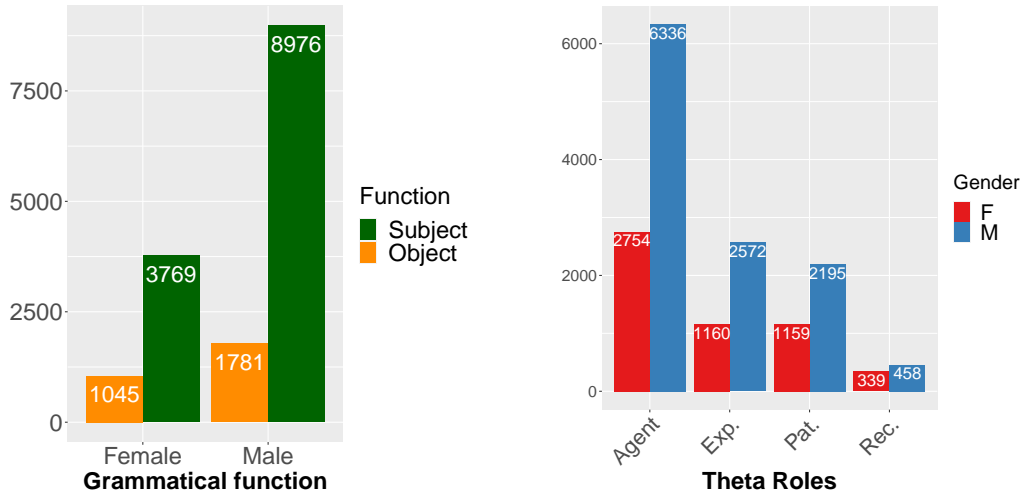 7500
5000
2500
0
8976
3769
1781
1045
Female Male
Grammatical function
Function
Subject
Object
6000
4000
2000
0
6336
2754
2572
1160
2195
1159
458
339
Agent Exp. Pat. Rec.
Theta Roles
Gender
F
M